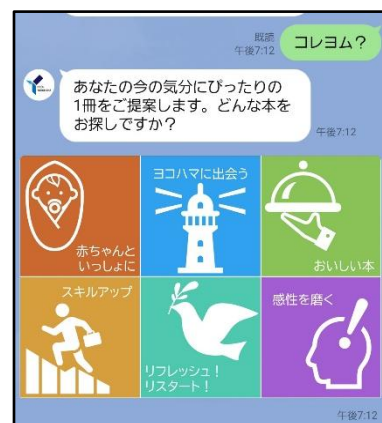 既読
午後7:12
コレヨム？
あなたの今の気分にぴったりの
1冊をご提案します。どんな本を
お探しですか？
午後7:12
赤ちゃんと
いっしょに
ヨコハマに出会う
おいしい本
スキルアップ
リフレッシュ！
リスタート！
感性を磨く
午後7:12